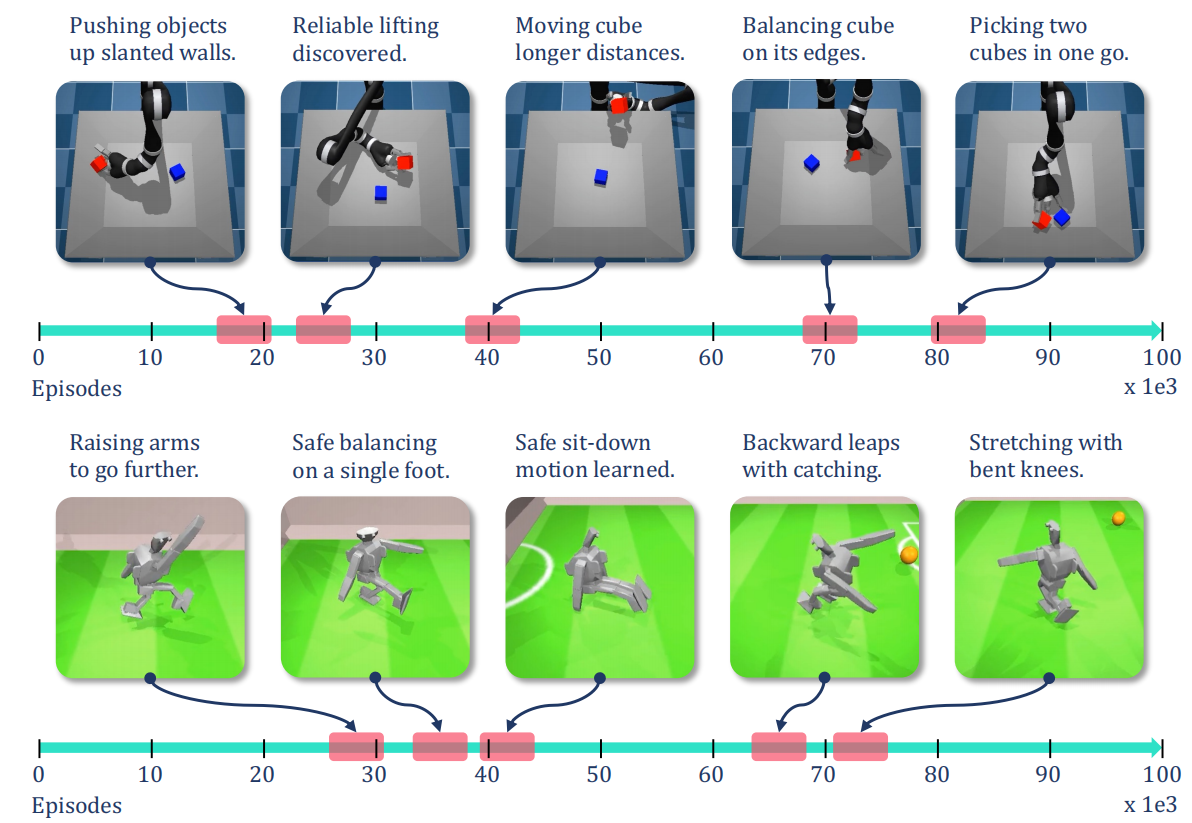 Pushing objects
up slanted walls.
Reliable lifting
discovered.
Moving cube
longer distances.
Balancing cube
on its edges.
Picking two
cubes in one go.
0 10 20 30 40 50 60 70 80 90 100
Episodes
x 1e3
Raising arms
to go further.
Safe balancing
on a single foot.
Safe sit-down
motion learned.
Backward leaps
with catching.
Stretching with
bent knees.
0 10 20 30 40 50 60 70 80 90 100
Episodes
x 1e3